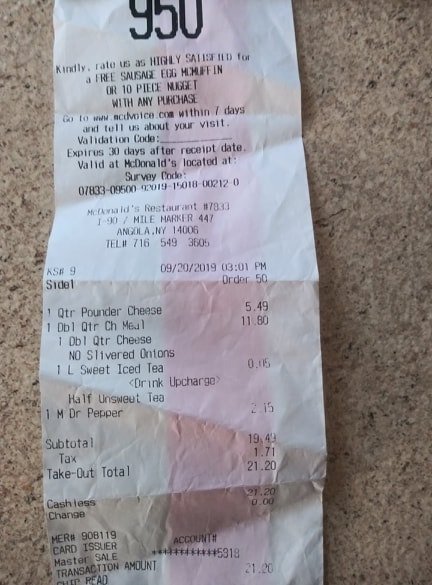 950
Kindly, rate us as HIGHLY SATISFIED for
a FREE SAUSAGE EGG MCMUFFIN
OR 10 PIECE NUGGET
WITH ANY PURCHASE
Go to www.mcdvoice.com within 7 days
and tell us about your visit.
Validation Code:
Expires 30 days after receipt date.
Valid at McDonald's located at:
Survey Code:
07833-09500-92019-15018-00212-0
McDonald's Restaurant #7833
I-90 / MILE MARKER 447
ANGOLA,NY 14006
TEL# 716 549 3605
KS# 9 09/20/2019 03:01 PM
Side1 Order 50
1 Qtr Pounder Cheese 5.49
1 Dbl Qtr Ch Meal 11.80
1 Dbl Qtr Cheese
NO Slivered Onions
1 L Sweet Iced Tea 0.05
<Drink Upcharge>
Half Unsweet Tea
1 M Dr Pepper 2.15
Subtotal 19.49
Tax 1.71
Take-Out Total 21.20
Cashless 21.20
Change 0.00
MER# 908119
CARD ISSUER ACCOUNT#
Master SALE ************5318
TRANSACTION AMOUNT 21.20
CHIP READ